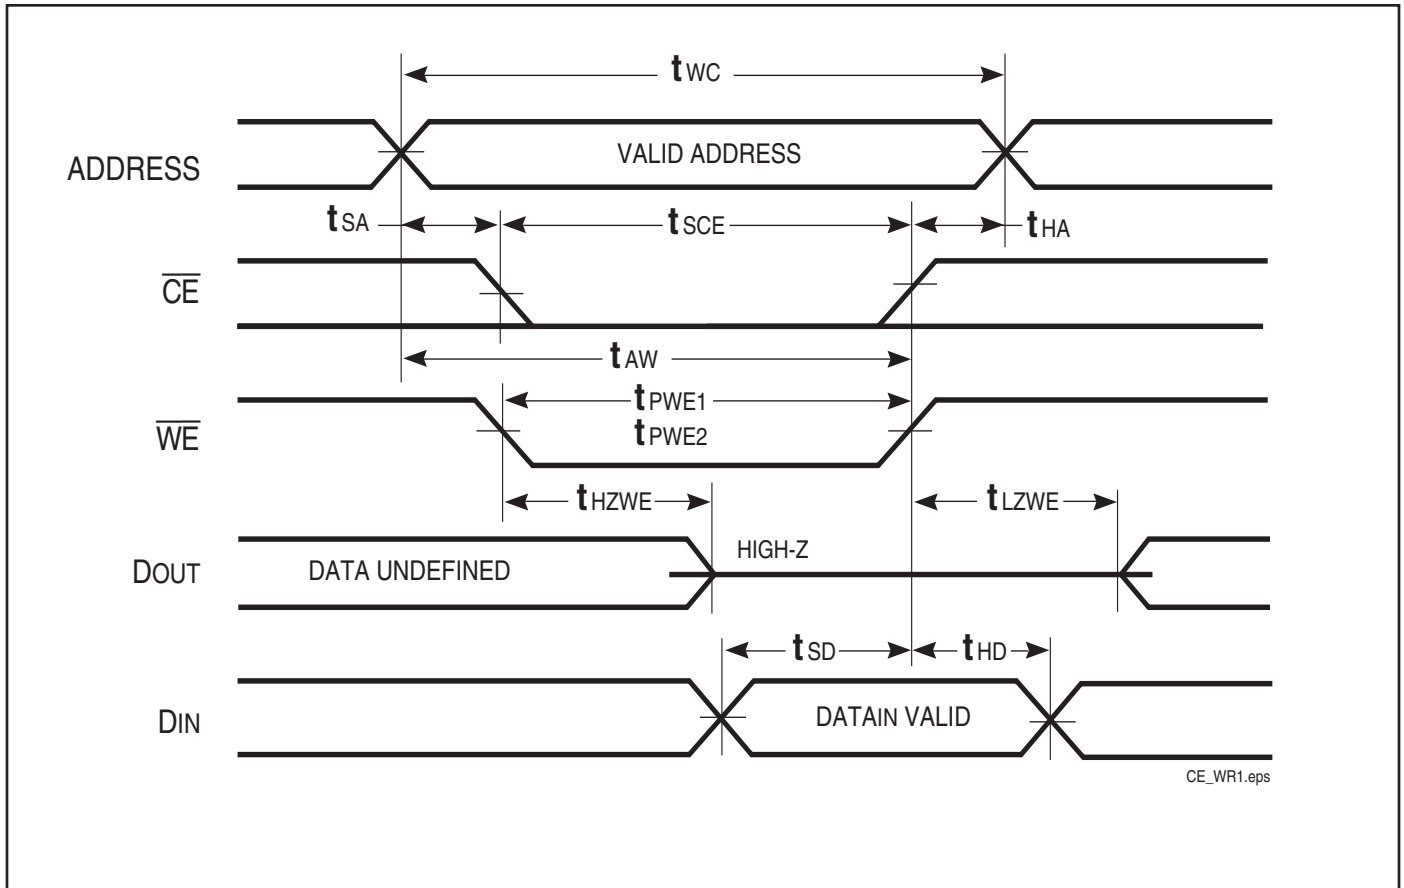 tWC
ADDRESS
VALID ADDRESS
tSA
tSCE
tHA
CE
tAW
tPWE1
WE
tPWE2
tHZWE
tLZWE
HIGH-Z
DOUT
DATA UNDEFINED
tSD
tHD
DIN
DATAIN VALID
CE_WR1.eps